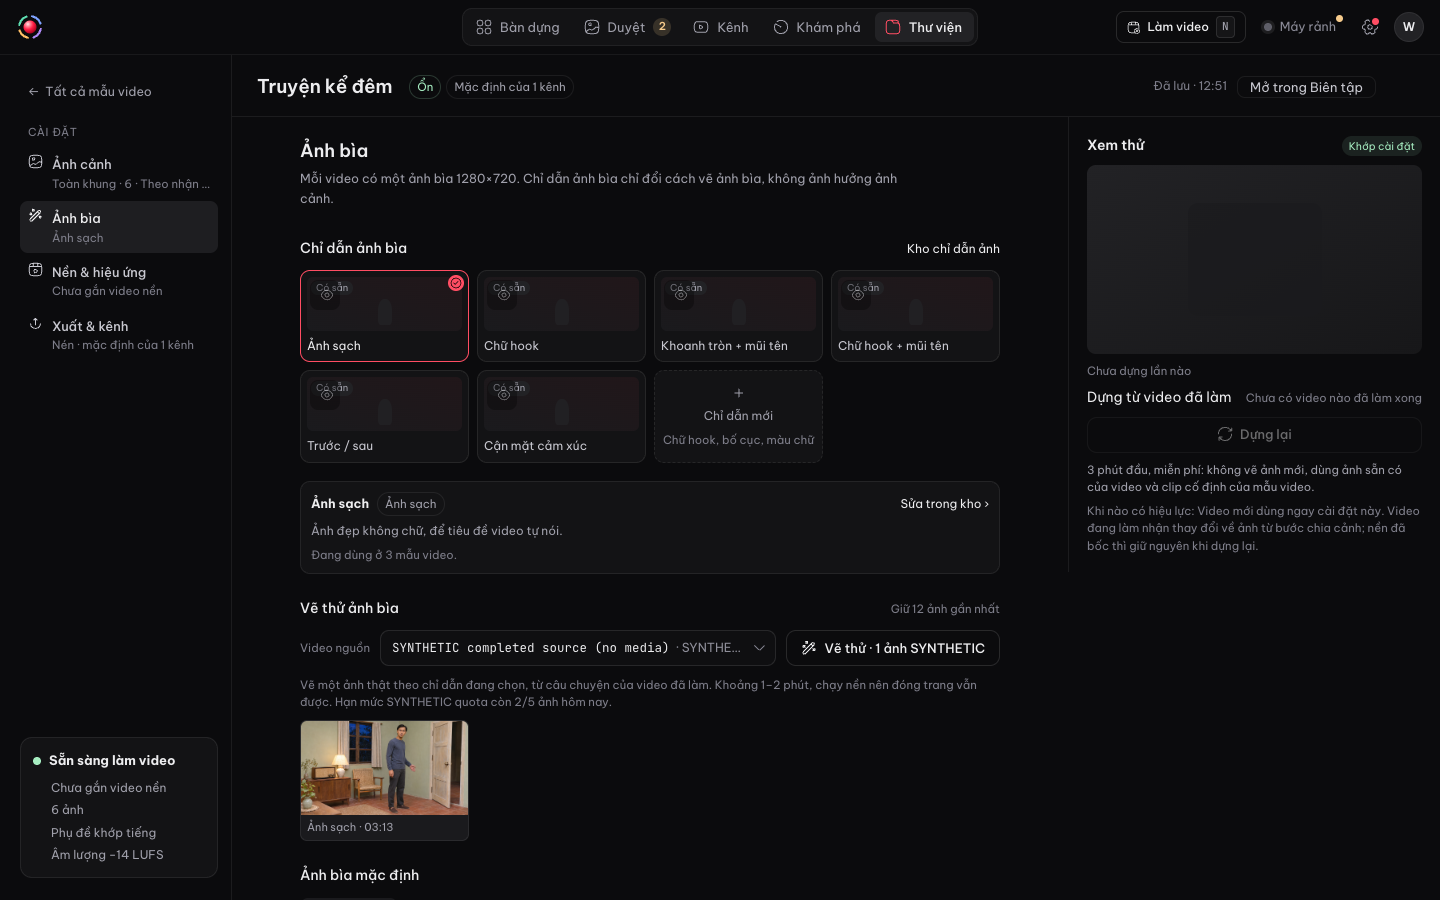 Bàn dựng
Duyệt 2
Kênh
Khám phá
Thư viện
Làm video N
Máy rảnh
W
← Tất cả mẫu video
CÀI ĐẶT
Ảnh cảnh
Toàn khung · 6 · Theo nhận ...
Ảnh bìa
Ảnh sạch
Nền & hiệu ứng
Chưa gắn video nền
Xuất & kênh
Nén · mặc định của 1 kênh
Sẵn sàng làm video
Chưa gắn video nền
6 ảnh
Phụ đề khớp tiếng
Âm lượng -14 LUFS
Truyện kể đêm
Ổn
Mặc định của 1 kênh
Đã lưu · 12:51
Mở trong Biên tập
Ảnh bìa
Mỗi video có một ảnh bìa 1280×720. Chỉ dẫn ảnh bìa chỉ đổi cách vẽ ảnh bìa, không ảnh hưởng ảnh
cảnh.
Chỉ dẫn ảnh bìa
Kho chỉ dẫn ảnh
Có sẵn
Ảnh sạch
Có sẵn
Chữ hook
Có sẵn
Khoanh tròn + mũi tên
Có sẵn
Chữ hook + mũi tên
Có sẵn
Trước / sau
Có sẵn
Cận mặt cảm xúc
+
Chỉ dẫn mới
Chữ hook, bố cục, màu chữ
Ảnh sạch
Ảnh sạch
Sửa trong kho ›
Ảnh đẹp không chữ, để tiêu đề video tự nói.
Đang dùng ở 3 mẫu video.
Vẽ thử ảnh bìa
Giữ 12 ảnh gần nhất
Video nguồn
SYNTHETIC completed source (no media) · SYNTHE...
Vẽ thử · 1 ảnh SYNTHETIC
Vẽ một ảnh thật theo chỉ dẫn đang chọn, từ câu chuyện của video đã làm. Khoảng 1–2 phút, chạy nền nên đóng trang vẫn
được. Hạn mức SYNTHETIC quota còn 2/5 ảnh hôm nay.
Ảnh sạch · 03:13
Ảnh bìa mặc định
Xem thử
Khớp cài đặt
Chưa dựng lần nào
Dựng từ video đã làm
Chưa có video nào đã làm xong
Dựng lại
3 phút đầu, miễn phí: không vẽ ảnh mới, dùng ảnh sẵn có
của video và clip cố định của mẫu video.
Khi nào có hiệu lực: Video mới dùng ngay cài đặt này. Video
đang làm nhận thay đổi về ảnh từ bước chia cảnh; nền đã
bốc thì giữ nguyên khi dựng lại.